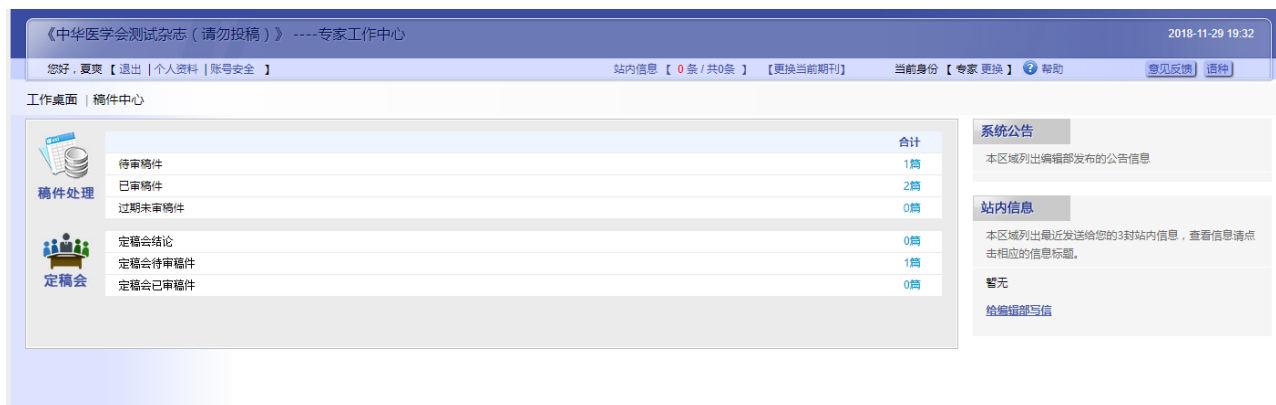 《中华医学会测试杂志（请勿投稿）》 ----专家工作中心 2018-11-29 19:32
您好，夏爽【 退出 | 个人资料 | 账号安全 】 站内信息 【 0 条 / 共0条 】 【更换当前期刊】 当前身份 【 专家 更换 】 ? 帮助 意见反馈 语种
工作桌面 | 稿件中心
合计
待审稿件 1篇
已审稿件 2篇
过期未审稿件 0篇
稿件处理
定稿会结论 0篇
定稿会待审稿件 1篇
定稿会已审稿件 0篇
定稿会
系统公告
本区域列出编辑部发布的公告信息
站内信息
本区域列出最近发送给您的3封站内信息，查看信息请点
击相应的信息标题。
暂无
给编辑部写信